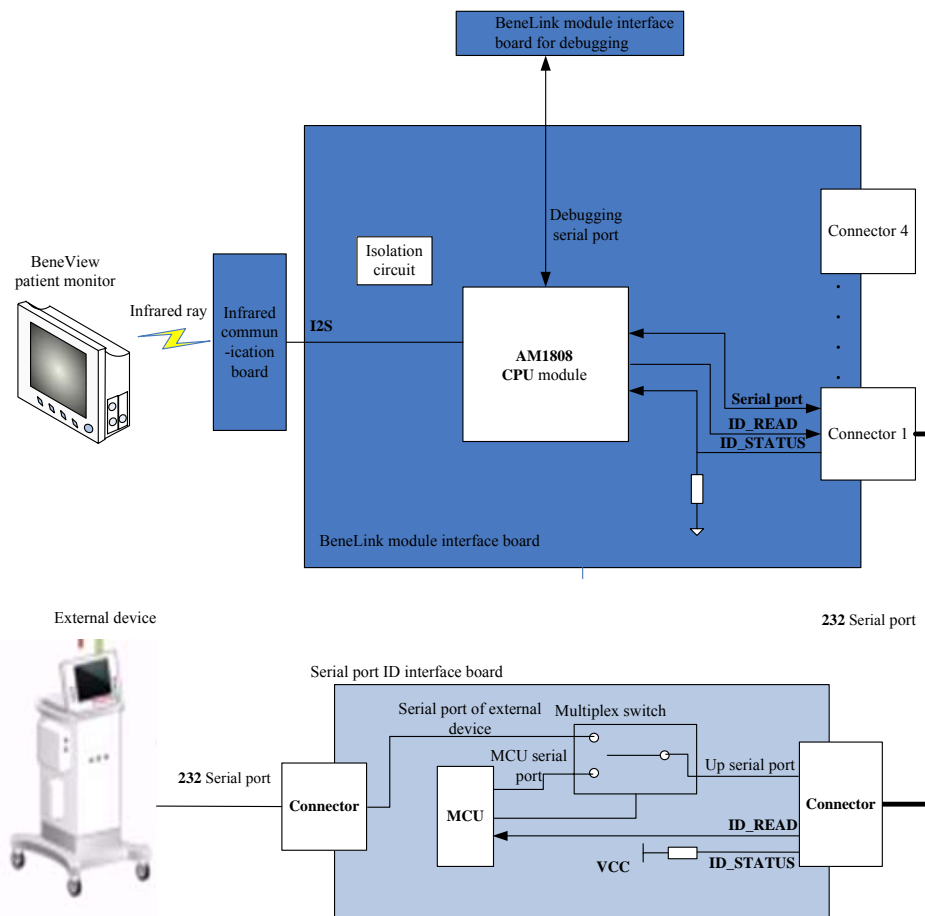 BeneLink module interface
board for debugging
Debugging
serial port
Connector 4
Isolation
circuit
BeneView
patient monitor
Infrared ray
Infrared
commun
-ication
board
I2S
AM1808
CPU module
Serial port
ID_READ
ID_STATUS
Connector 1
BeneLink module interface board
External device
232 Serial port
Serial port ID interface board
Serial port of external
device
Multiplex switch
MCU serial
port
Up serial port
232 Serial port
Connector
MCU
Connector
ID_READ
VCC
ID_STATUS